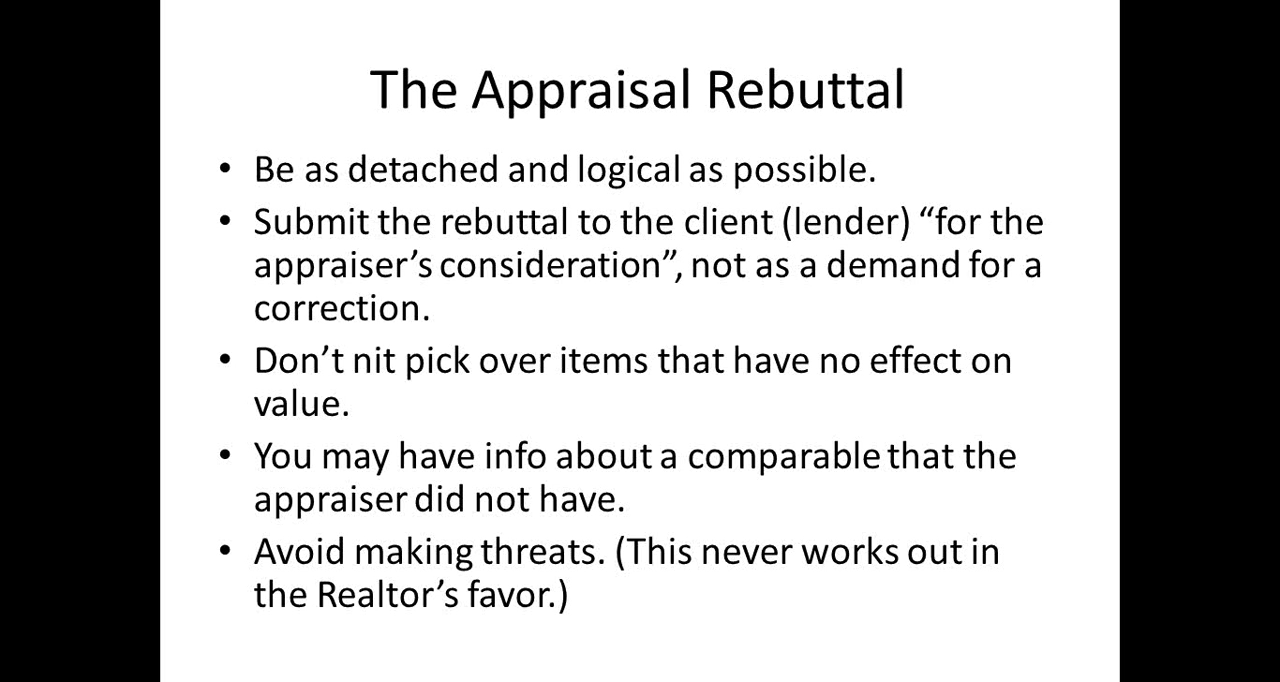 The Appraisal Rebuttal
• Be as detached and logical as possible.
• Submit the rebuttal to the client (lender) “for the
appraiser’s consideration”, not as a demand for a
correction.
• Don’t nit pick over items that have no effect on
value.
• You may have info about a comparable that the
appraiser did not have.
• Avoid making threats. (This never works out in
the Realtor’s favor.)